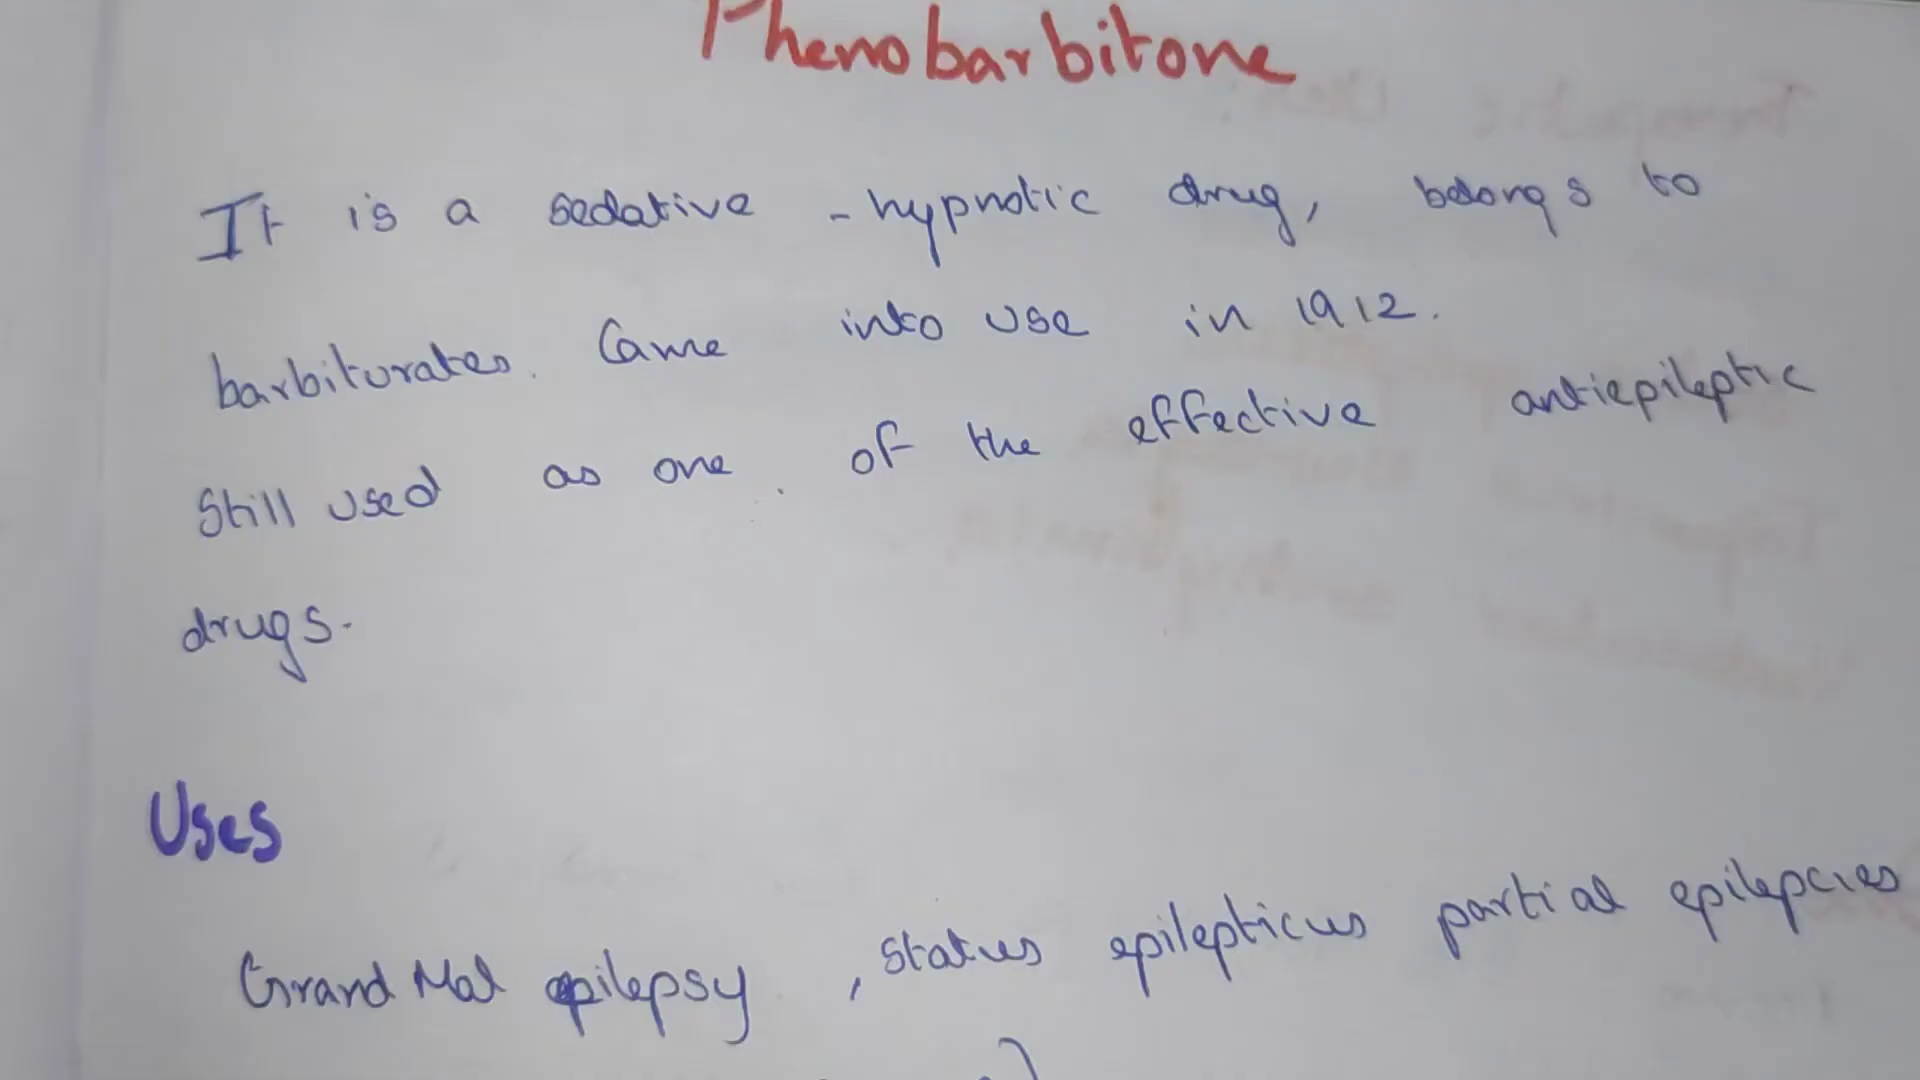 Phenobarbitone
It is a sedative - hypnotic drug, belongs to
barbiturates. Came into use in 1912.
Still used as one of the effective antiepileptic
drugs.
Uses
Grand Mal epilepsy, status epilepticus partial epilepcies